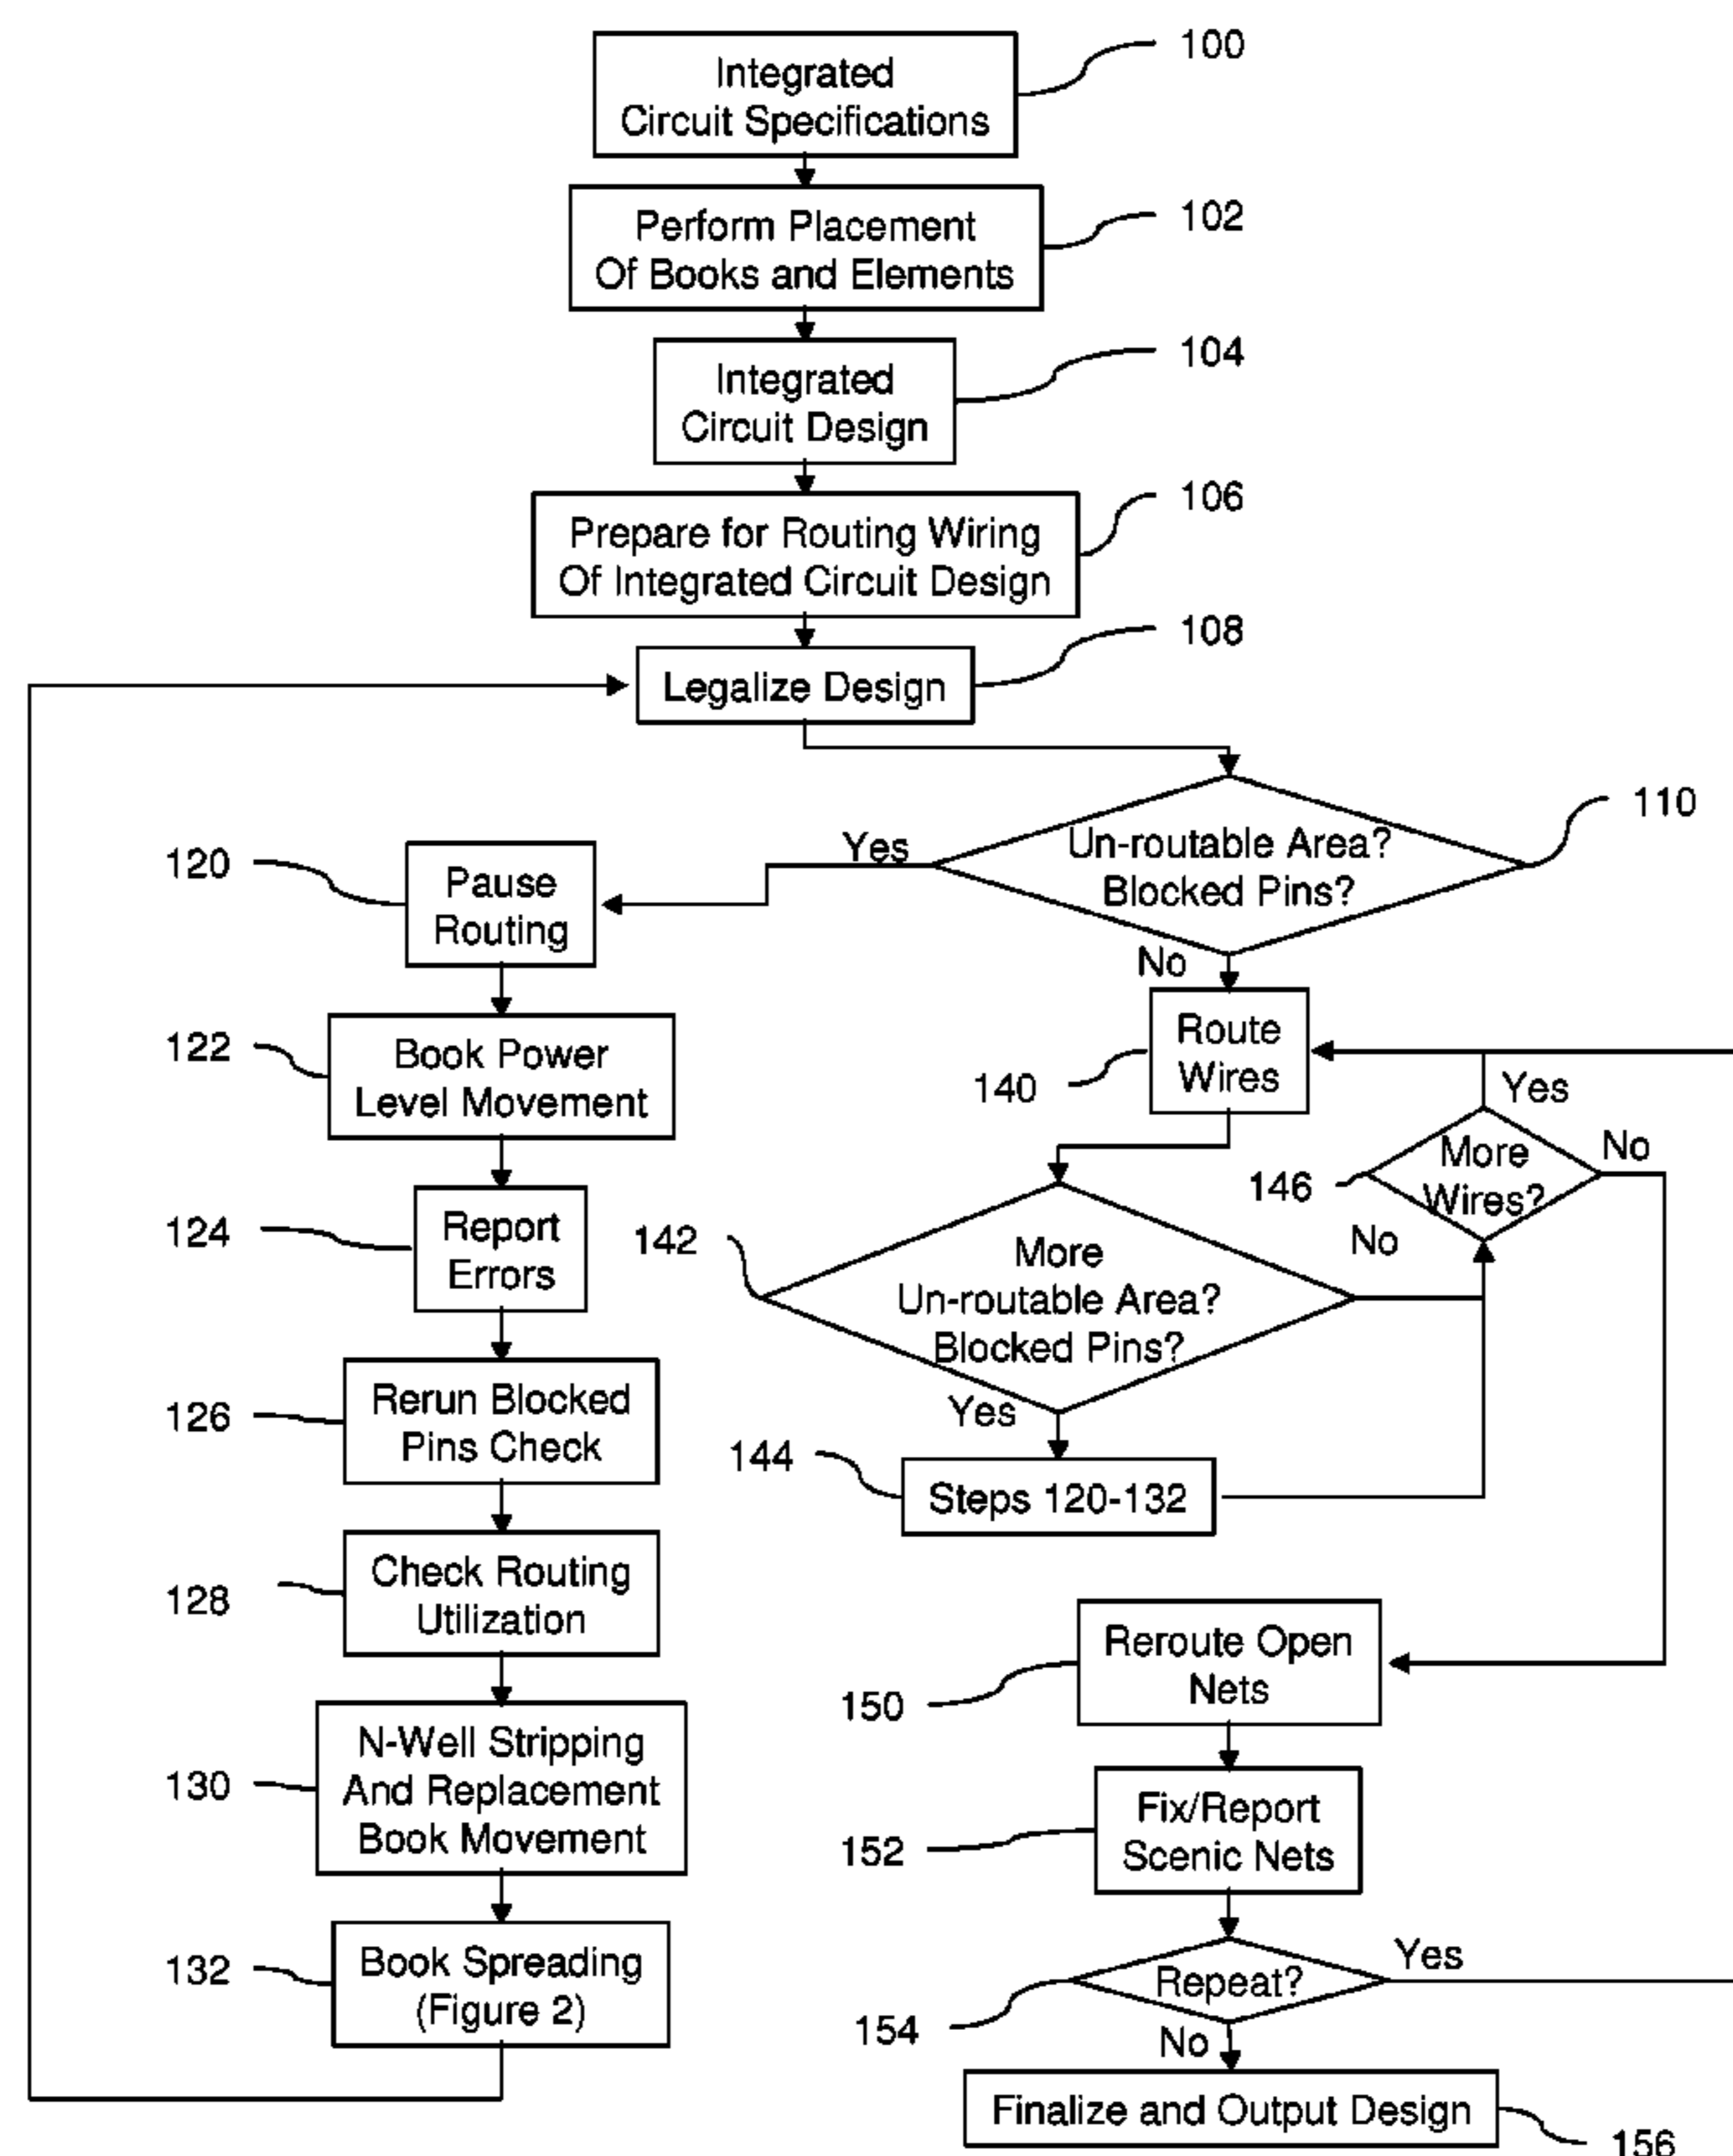 100
Integrated
Circuit Specifications
102
Perform Placement
Of Books and Elements
104
Integrated
Circuit Design
106
Prepare for Routing Wiring
Of Integrated Circuit Design
108
Legalize Design
110
Un-routable Area?
Blocked Pins?
Yes
No
120
Pause
Routing
122
Book Power
Level Movement
124
Report
Errors
126
Rerun Blocked
Pins Check
128
Check Routing
Utilization
130
N-Well Stripping
And Replacement
Book Movement
132
Book Spreading
(Figure 2)
140
Route
Wires
Yes
146
More
Wires?
No
142
More
Un-routable Area?
Blocked Pins?
No
Yes
144
Steps 120-132
150
Reroute Open
Nets
152
Fix/Report
Scenic Nets
154
Repeat?
Yes
No
Finalize and Output Design
156